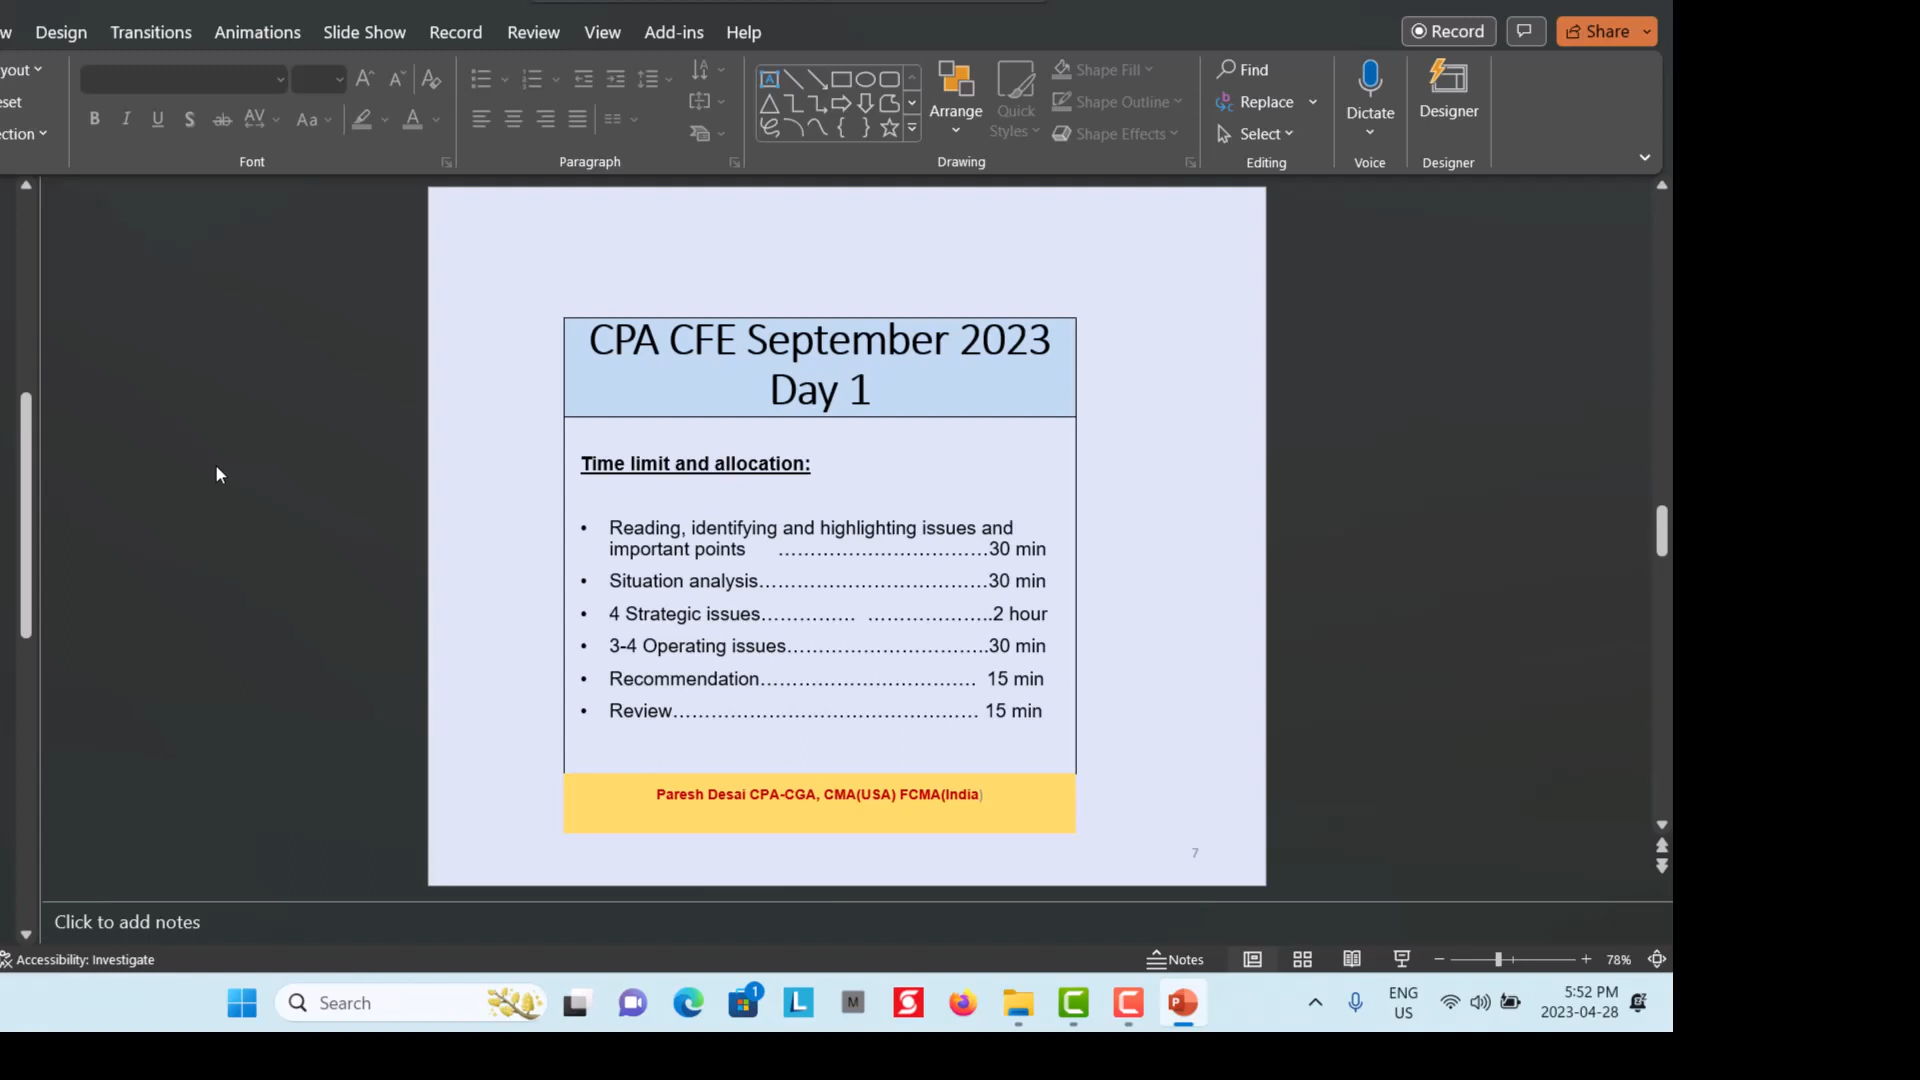 w Design Transitions Animations Slide Show Record Review View Add-ins Help Record Share
yout
eset
ection
Font
Paragraph
Arrange
Quick
Styles
Shape Fill
Shape Outline
Shape Effects
Drawing
Find
Replace
Select
Editing
Dictate
Voice
Designer
Designer
CPA CFE September 2023
Day 1
Time limit and allocation:
• Reading, identifying and highlighting issues and
important points ……………………………30 min
• Situation analysis………………………………30 min
• 4 Strategic issues…………… ………………..2 hour
• 3-4 Operating issues………………………….30 min
• Recommendation…………………………… 15 min
• Review………………………………………… 15 min
Paresh Desai CPA-CGA, CMA(USA) FCMA(India)
7
Click to add notes
Accessibility: Investigate
Notes
78%
Search
1
ENG
US
5:52 PM
2023-04-28